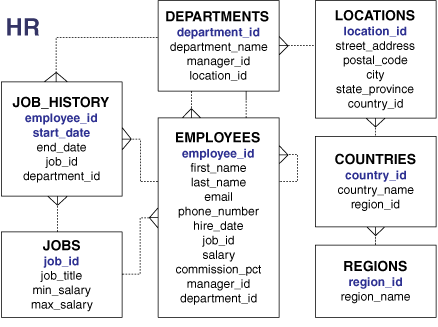 HR
DEPARTMENTS
department_id
department_name
manager_id
location_id
LOCATIONS
location_id
street_address
postal_code
city
state_province
country_id
JOB_HISTORY
employee_id
start_date
end_date
job_id
department_id
EMPLOYEES
employee_id
first_name
last_name
email
phone_number
hire_date
job_id
salary
commission_pct
manager_id
department_id
COUNTRIES
country_id
country_name
region_id
JOBS
job_id
job_title
min_salary
max_salary
REGIONS
region_id
region_name